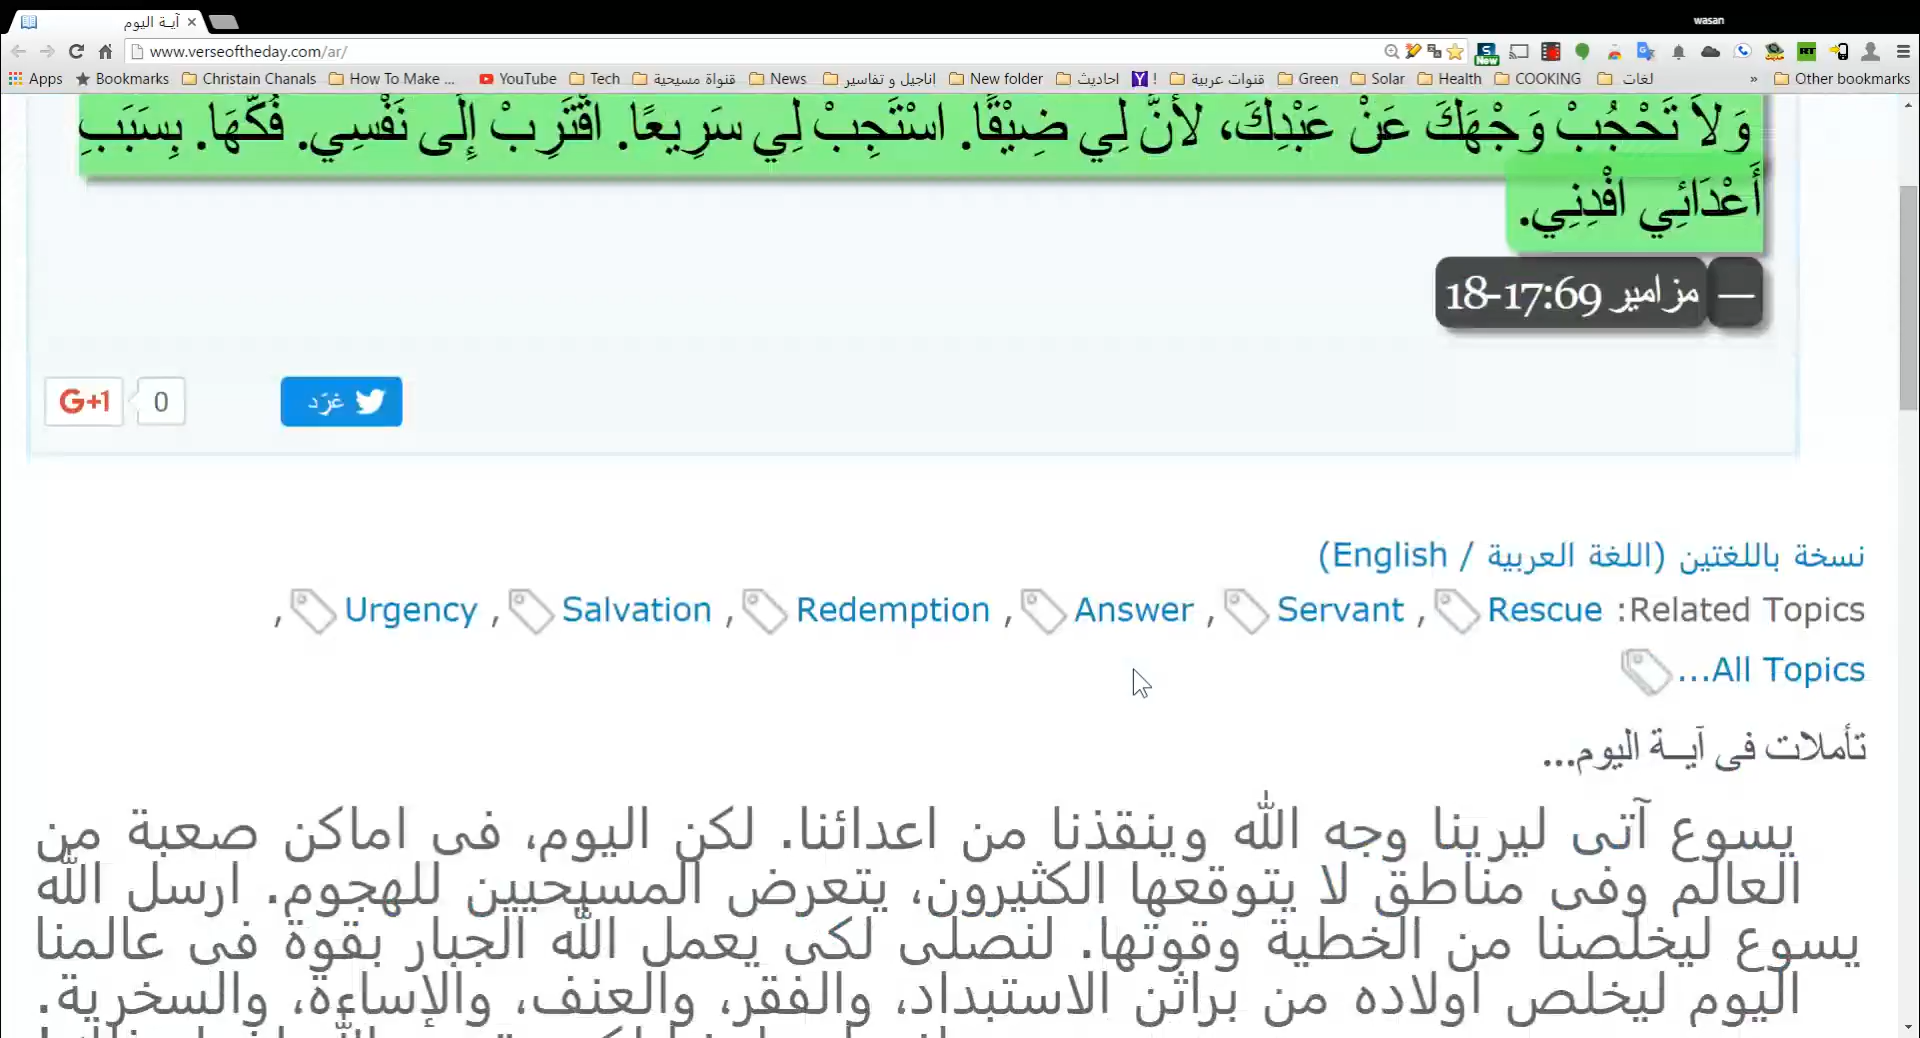 آيـة اليوم
wasan
www.verseoftheday.com/ar/
Apps Bookmarks Christain Chanals How To Make ... YouTube Tech قنواة مسيحية News اناجيل و تفاسير New folder احاديث ! قنوات عربية Green Solar Health COOKING لغات » Other bookmarks
وَلاَ تَحْجُبْ وَجْهَكَ عَنْ عَبْدِكَ، لأَنَّ لِي ضِيْقًا. اسْتَجِبْ لِي سَرِيعًا. اقْتَرِبْ إِلَى نَفْسِي. فُكَّهَا. بِسَبَبِ
أَعْدَائِي افْدِنِي.
— مزامير 69:17-18
G+1 0 غرّد
نسخة باللغتين (اللغة العربية / English)
Related Topics: Rescue , Servant , Answer , Redemption , Salvation , Urgency ,
All Topics...
تأملات فى آيـــة اليوم...
يسوع آتى ليرينا وجه الله وينقذنا من اعدائنا. لكن اليوم، فى اماكن صعبة من
العالم وفى مناطق لا يتوقعها الكثيرون، يتعرض المسيحيين للهجوم. ارسل الله
يسوع ليخلصنا من الخطية وقوتها. لنصلى لكى يعمل الله الجبار بقوة فى عالمنا
اليوم ليخلص اولاده من براثن الاستبداد، والفقر، والعنف، والإساءة، والسخرية.